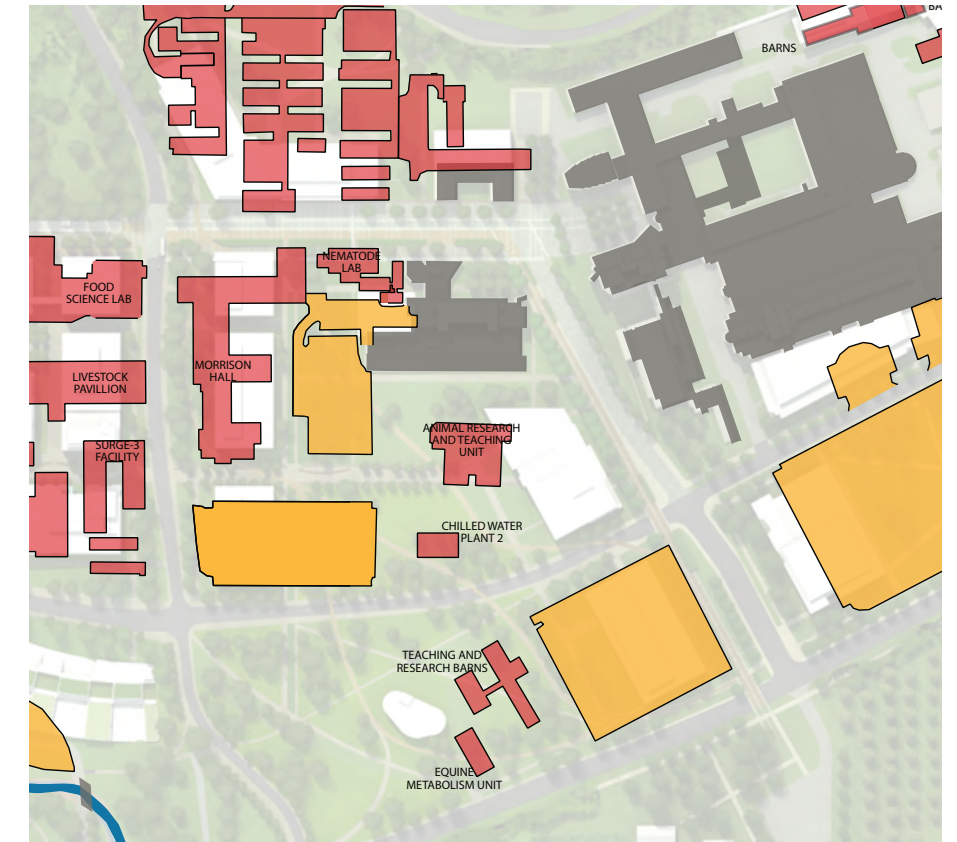 BA
BARNS
NEMATODE
LAB
FOOD
SCIENCE LAB
MORRISON
HALL
LIVESTOCK
PAVILLION
ANIMAL RESEARCH
AND TEACHING
UNIT
SURGE-3
FACILITY
CHILLED WATER
PLANT 2
TEACHING AND
RESEARCH BARNS
EQUINE
METABOLISM UNIT